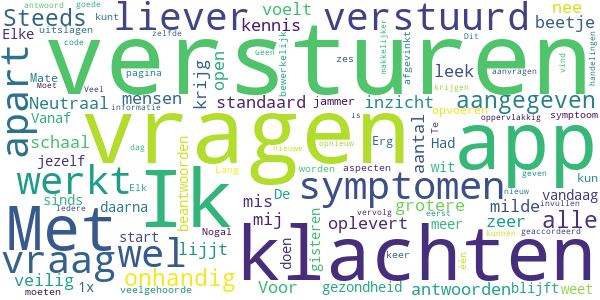 Steeds kunt antwoord goede liever verstuurd nee
uitslagen Geen zelfde voelt kennis beetje
Elke code versturen
pagina krijg open bewerkelijk zes makkelijker afgevinkt Dit handelingen
Mate Moet aanvragen vind
apart Neutraal mensen standaard jammer inzicht aangegeven
Veel informatie leek krijgen
Vanaf vragen opvoeren oppervlakkig symptoom
schaal dag is Te app
jezelf nieuwe opnieuw Erg aantal Had
werkt Ik beantwoorden worden aspecten wit geven kun
De symptomen nieuw
sinds Elk Lang mis grotere milde vandaag
Met daarna Iedere mij vervolg eerst invullen
wel Nogal oplevert meer zeer alle
vraag start lijjt gisteren kunnen geaccordeerd
klachten doen keer één
veilig onhandig Voor gezondheid antwoorden blijft weet
moeten 1x veelgehoorde